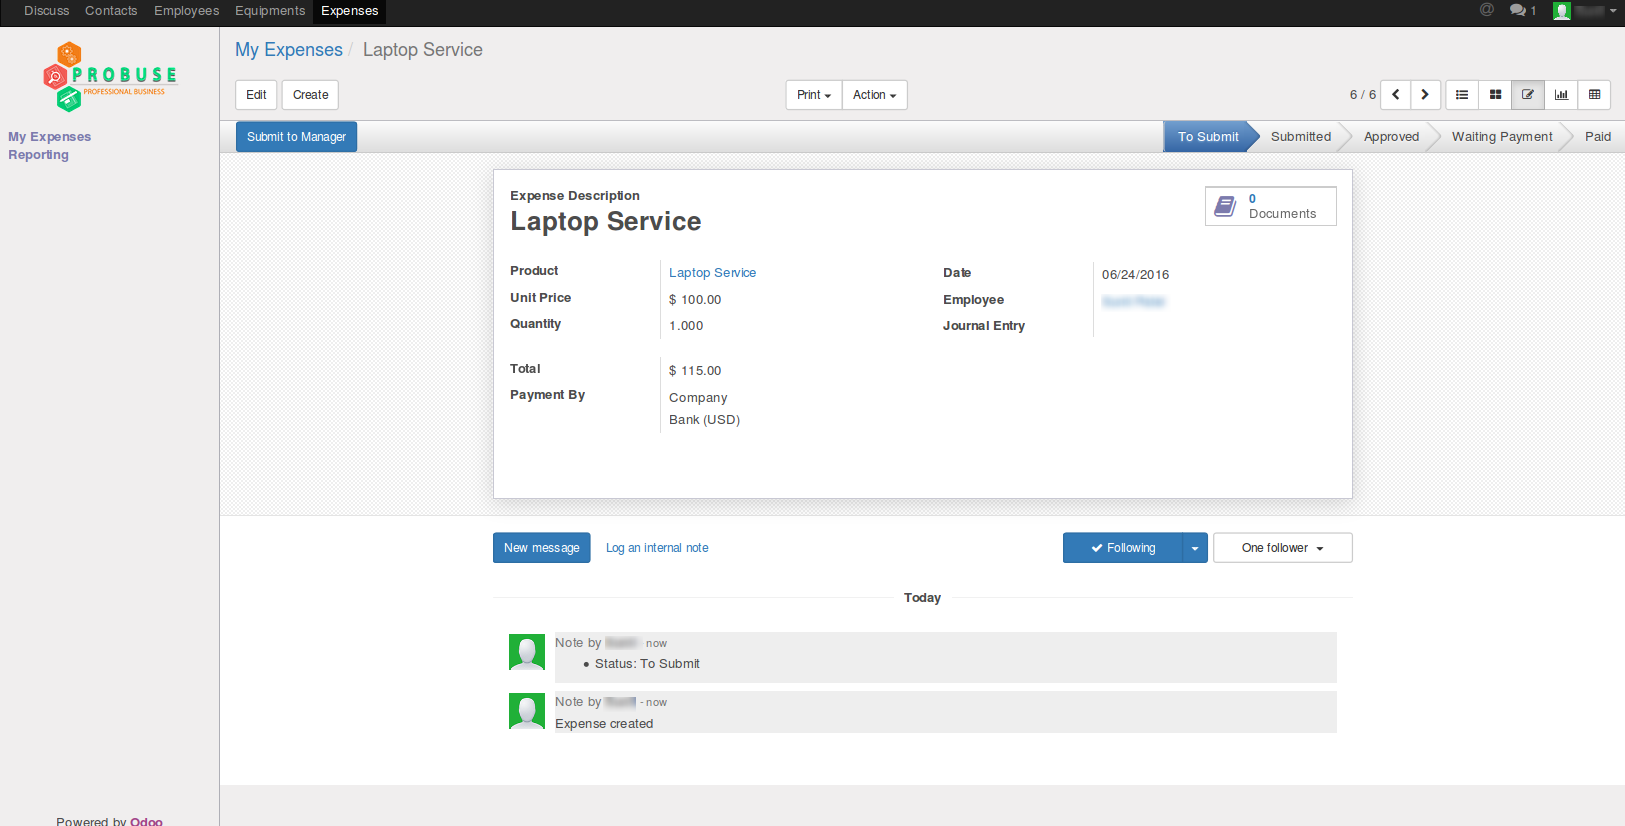 Discuss Contacts Employees Equipments Expenses @ 1
PROBUSE
PROFESSIONAL BUSINESS
My Expenses / Laptop Service
Edit Create Print Action 6 / 6
My Expenses
Reporting
Submit to Manager To Submit Submitted Approved Waiting Payment Paid
Expense Description
Laptop Service
0
Documents
Product Laptop Service Date 06/24/2016
Unit Price $ 100.00 Employee
Quantity 1.000 Journal Entry
Total $ 115.00
Payment By Company
Bank (USD)
New message Log an internal note Following One follower
Today
Note by - now
• Status: To Submit
Note by - now
Expense created
Powered by Odoo